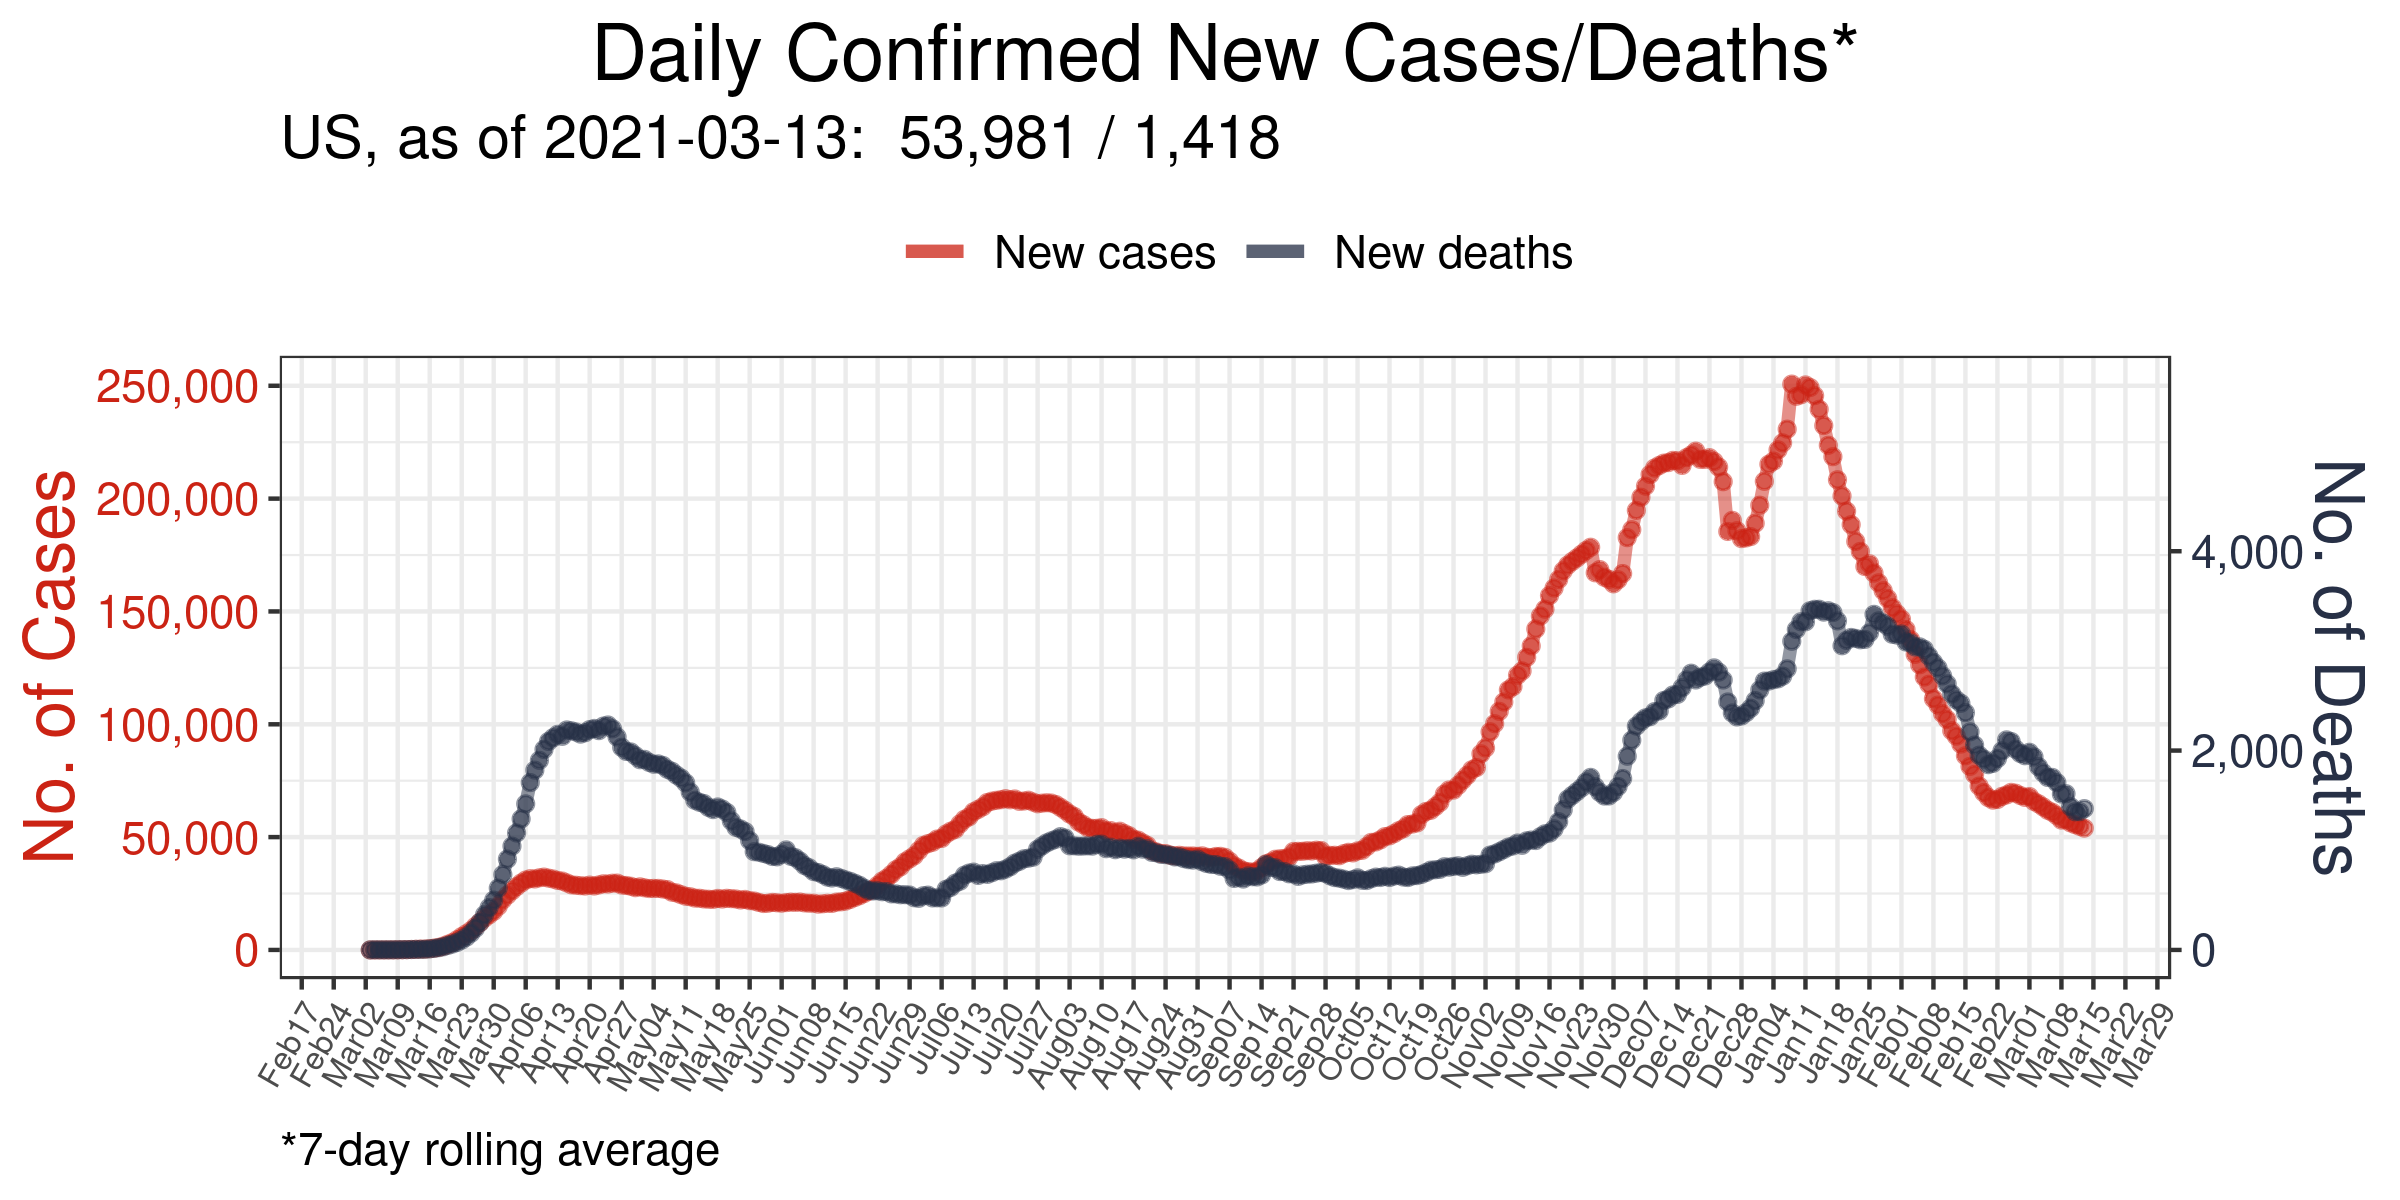 Daily Confirmed New Cases/Deaths*
US, as of 2021-03-13:  53,981 / 1,418
New cases
New deaths
No. of Cases
250,000
200,000
150,000
100,000
50,000
0
4,000
2,000
0
No. of Deaths
Feb17
Feb24
Mar02
Mar09
Mar16
Mar23
Mar30
Apr06
Apr13
Apr20
Apr27
May04
May11
May18
May25
Jun01
Jun08
Jun15
Jun22
Jun29
Jul06
Jul13
Jul20
Jul27
Aug03
Aug10
Aug17
Aug24
Aug31
Sep07
Sep14
Sep21
Sep28
Oct05
Oct12
Oct19
Oct26
Nov02
Nov09
Nov16
Nov23
Nov30
Dec07
Dec14
Dec21
Dec28
Jan04
Jan11
Jan18
Jan25
Feb01
Feb08
Feb15
Feb22
Mar01
Mar08
Mar15
Mar22
Mar29
*7-day rolling average